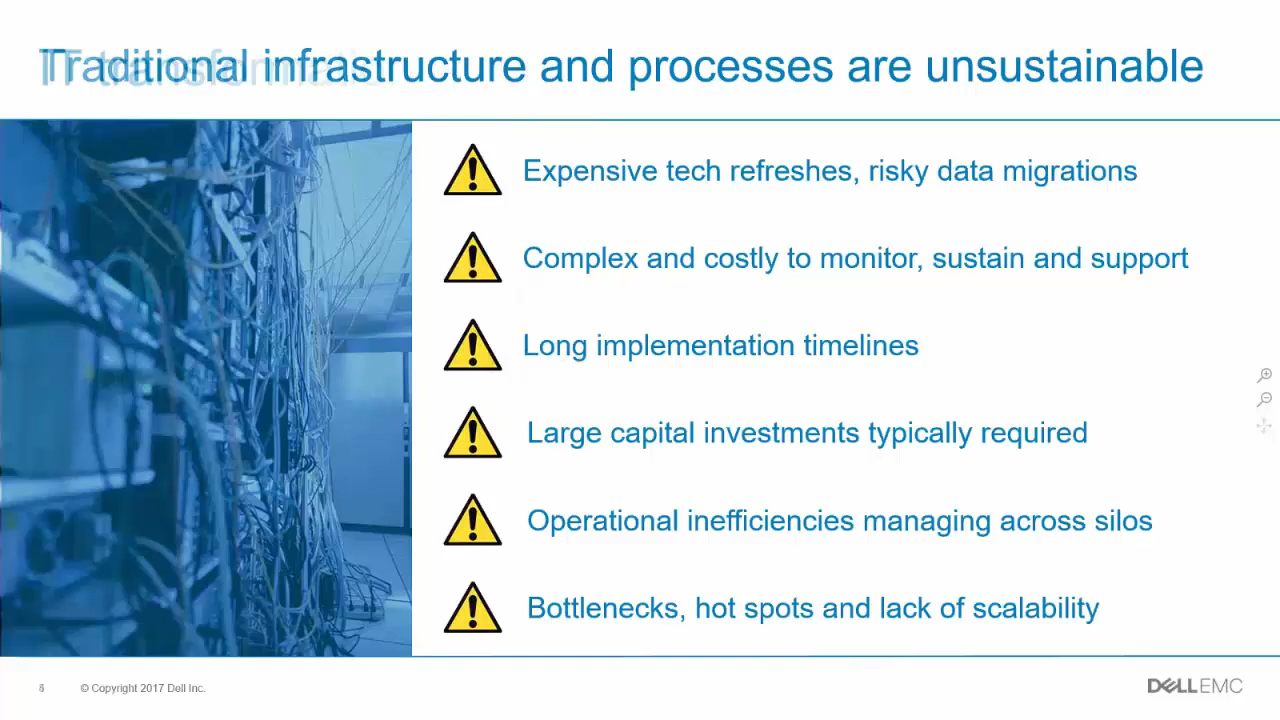 Traditional infrastructure and processes are unsustainable
Expensive tech refreshes, risky data migrations
Complex and costly to monitor, sustain and support
Long implementation timelines
Large capital investments typically required
Operational inefficiencies managing across silos
Bottlenecks, hot spots and lack of scalability
© Copyright 2017 Dell Inc.
DELLEMC